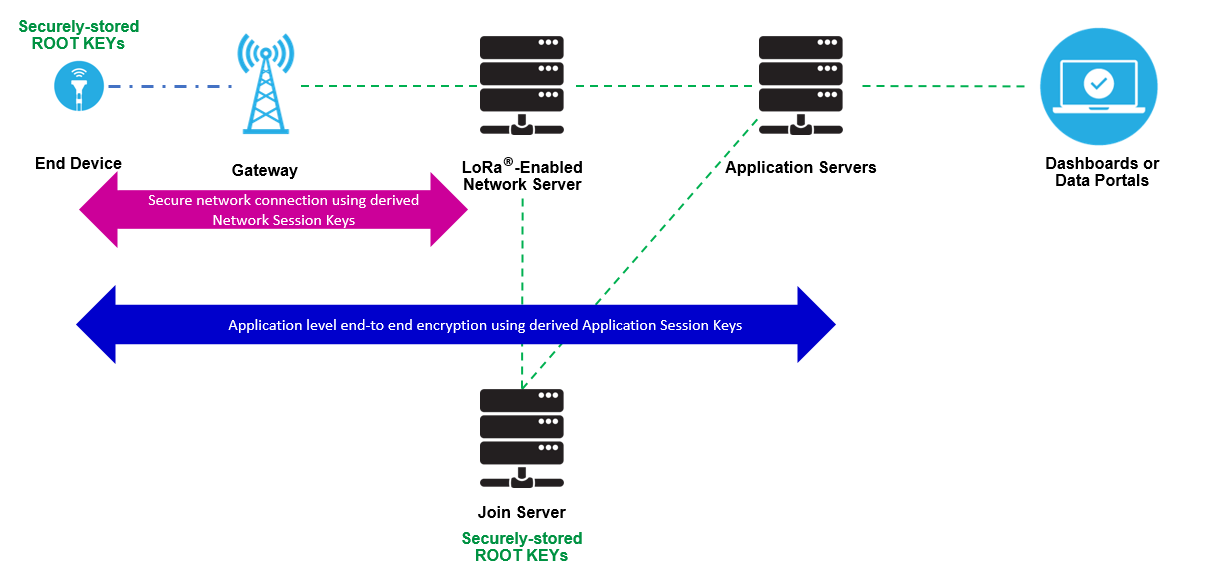 Securely-stored
ROOT KEYs
End Device
Gateway
LoRa®-Enabled
Network Server
Application Servers
Dashboards or
Data Portals
Secure network connection using derived
Network Session Keys
Application level end-to end encryption using derived Application Session Keys
Join Server
Securely-stored
ROOT KEYs